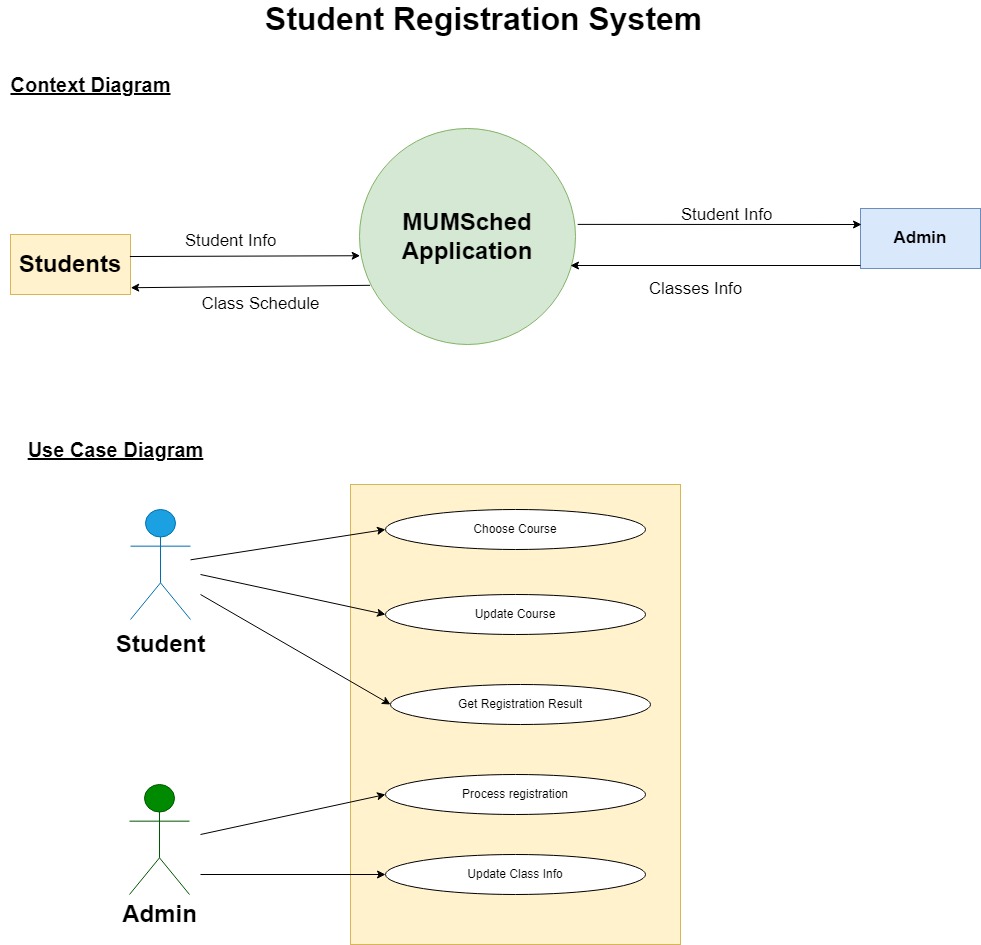 Student Registration System
Context Diagram
MUMSched
Application
Student Info
Students
Class Schedule
Student Info
Admin
Classes Info
Use Case Diagram
Choose Course
Update Course
Student
Get Registration Result
Process registration
Update Class Info
Admin